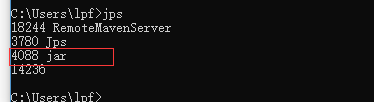 C:\Users\lpf>jps
18244 RemoteMavenServer
3780 Jps
4088 jar
14236
C:\Users\lpf>